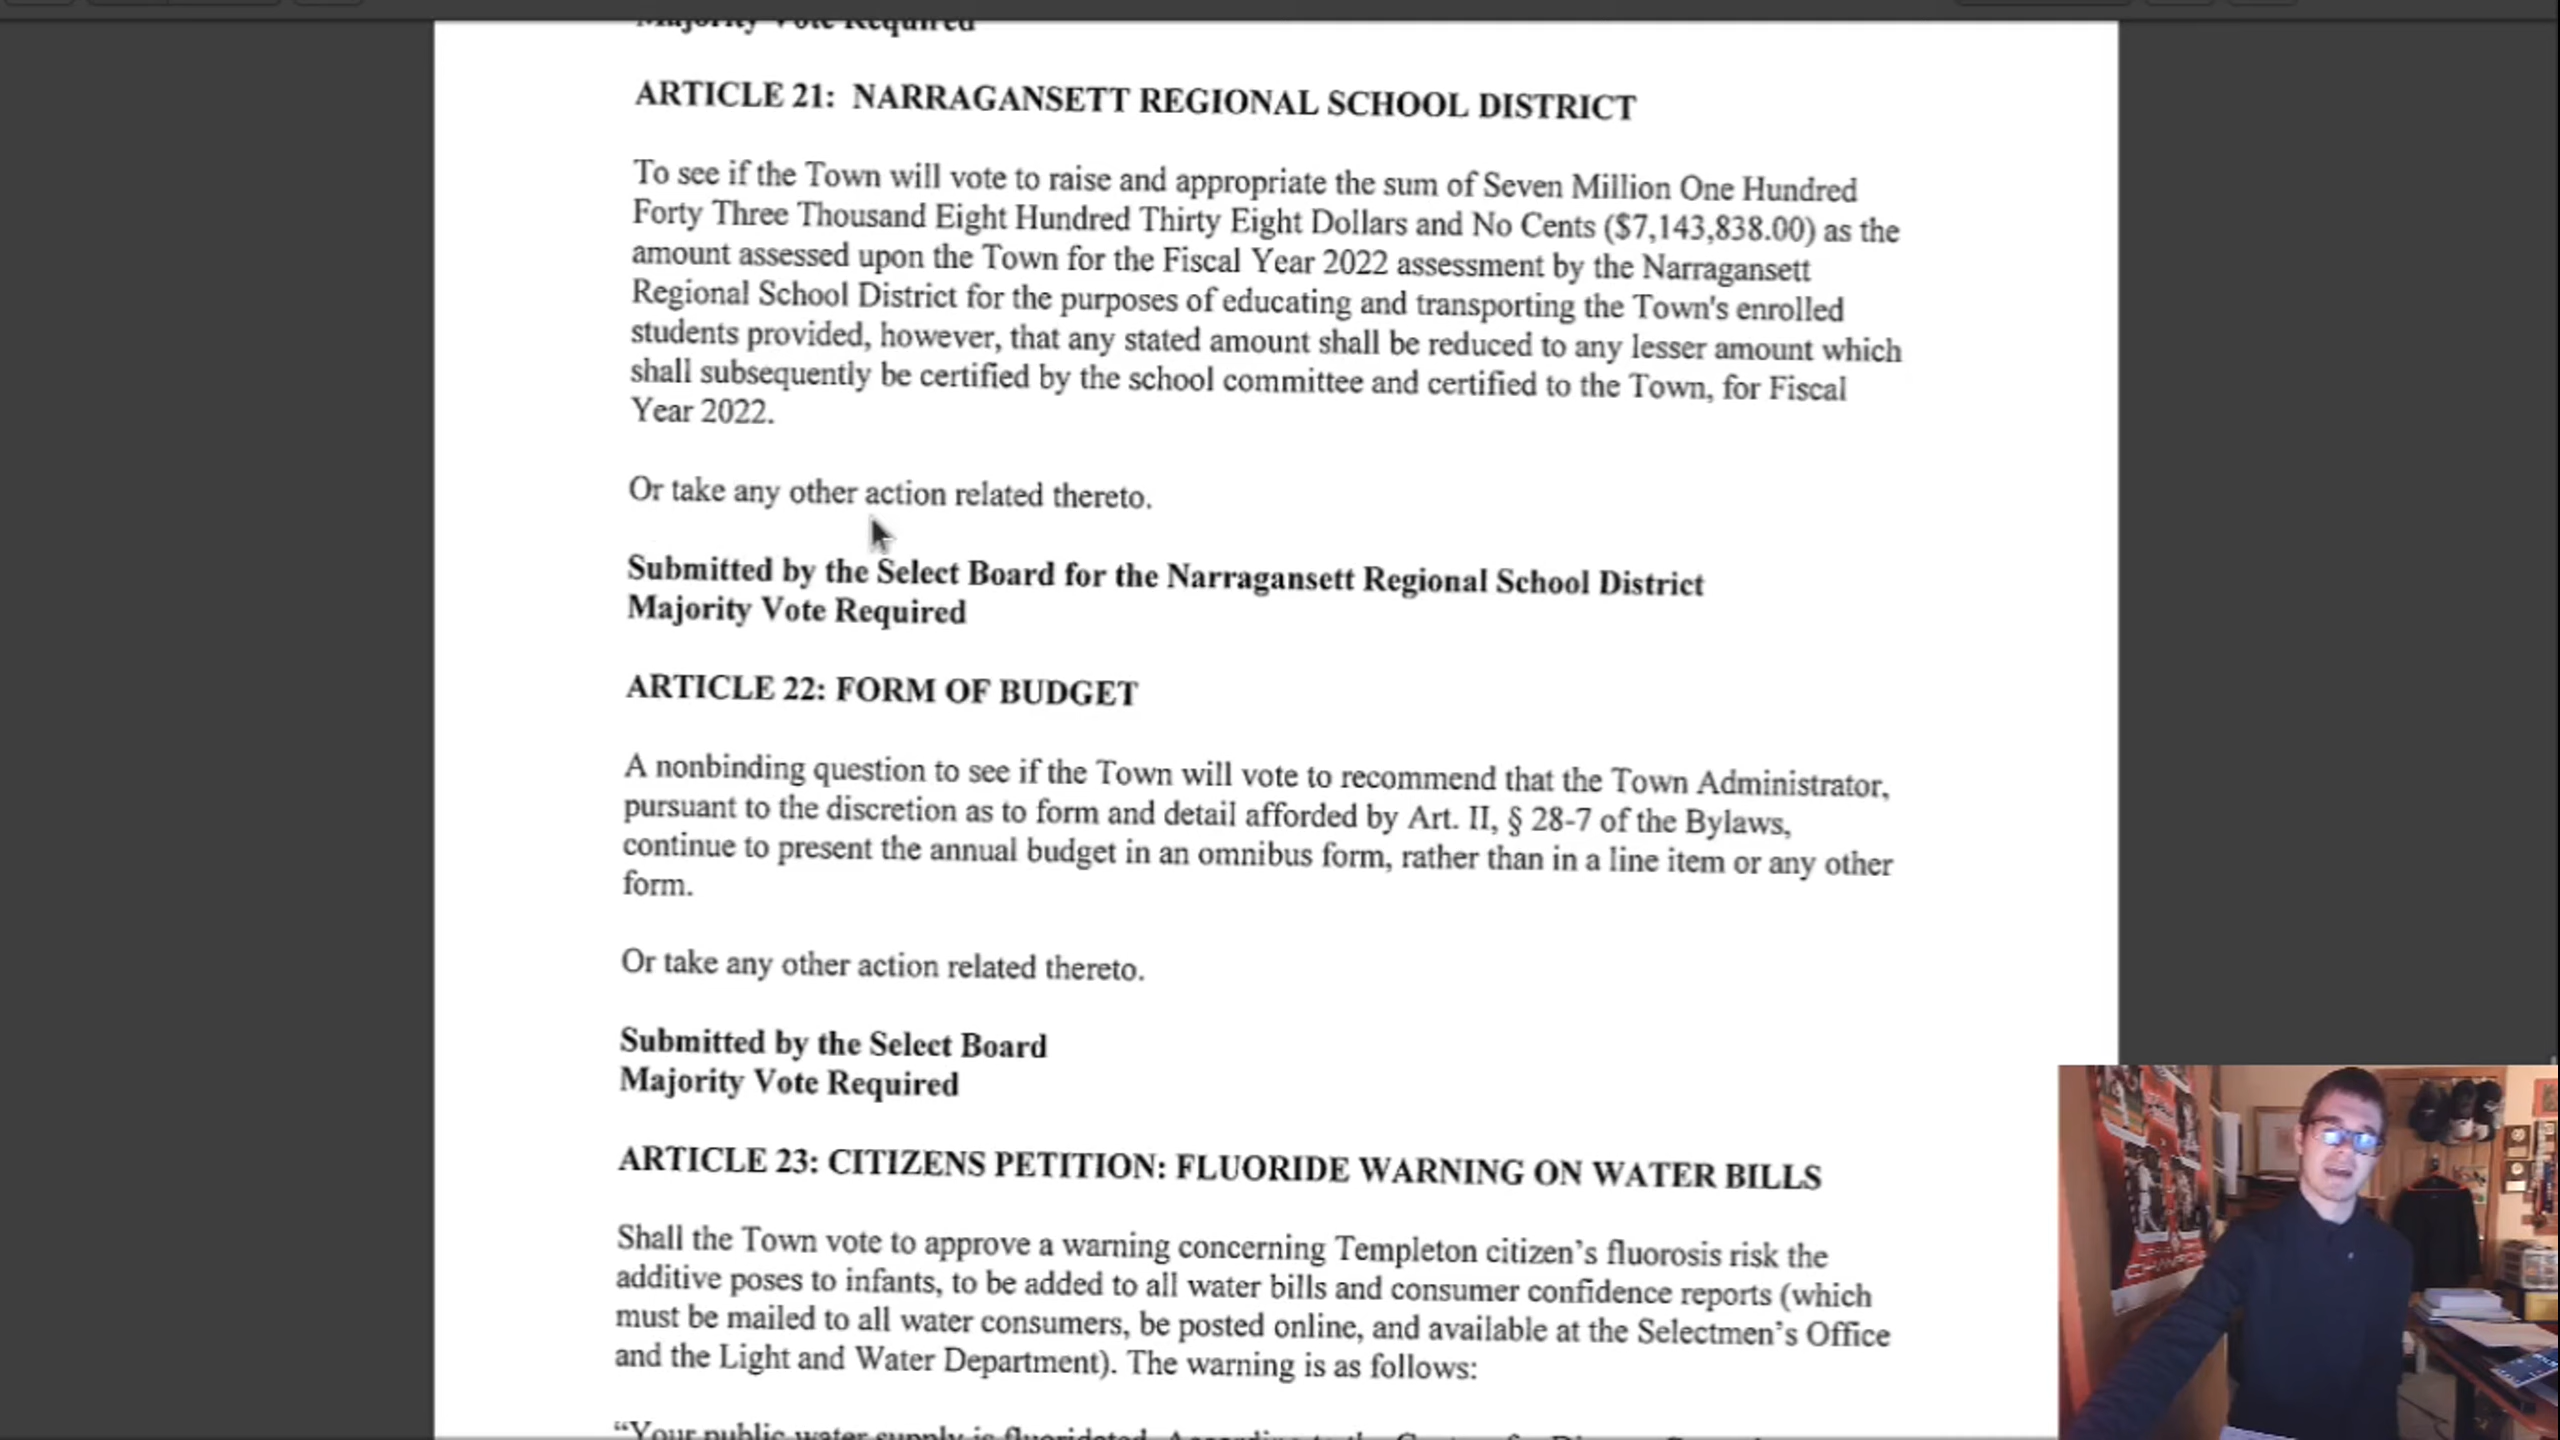 Majority Vote Required
ARTICLE 21: NARRAGANSETT REGIONAL SCHOOL DISTRICT
To see if the Town will vote to raise and appropriate the sum of Seven Million One Hundred
Forty Three Thousand Eight Hundred Thirty Eight Dollars and No Cents ($7,143,838.00) as the
amount assessed upon the Town for the Fiscal Year 2022 assessment by the Narragansett
Regional School District for the purposes of educating and transporting the Town's enrolled
students provided, however, that any stated amount shall be reduced to any lesser amount which
shall subsequently be certified by the school committee and certified to the Town, for Fiscal
Year 2022.
Or take any other action related thereto.
Submitted by the Select Board for the Narragansett Regional School District
Majority Vote Required
ARTICLE 22: FORM OF BUDGET
A nonbinding question to see if the Town will vote to recommend that the Town Administrator,
pursuant to the discretion as to form and detail afforded by Art. II, § 28-7 of the Bylaws,
continue to present the annual budget in an omnibus form, rather than in a line item or any other
form.
Or take any other action related thereto.
Submitted by the Select Board
Majority Vote Required
ARTICLE 23: CITIZENS PETITION: FLUORIDE WARNING ON WATER BILLS
Shall the Town vote to approve a warning concerning Templeton citizen’s fluorosis risk the
additive poses to infants, to be added to all water bills and consumer confidence reports (which
must be mailed to all water consumers, be posted online, and available at the Selectmen’s Office
and the Light and Water Department). The warning is as follows:
“Your public water supply is fluoridated.